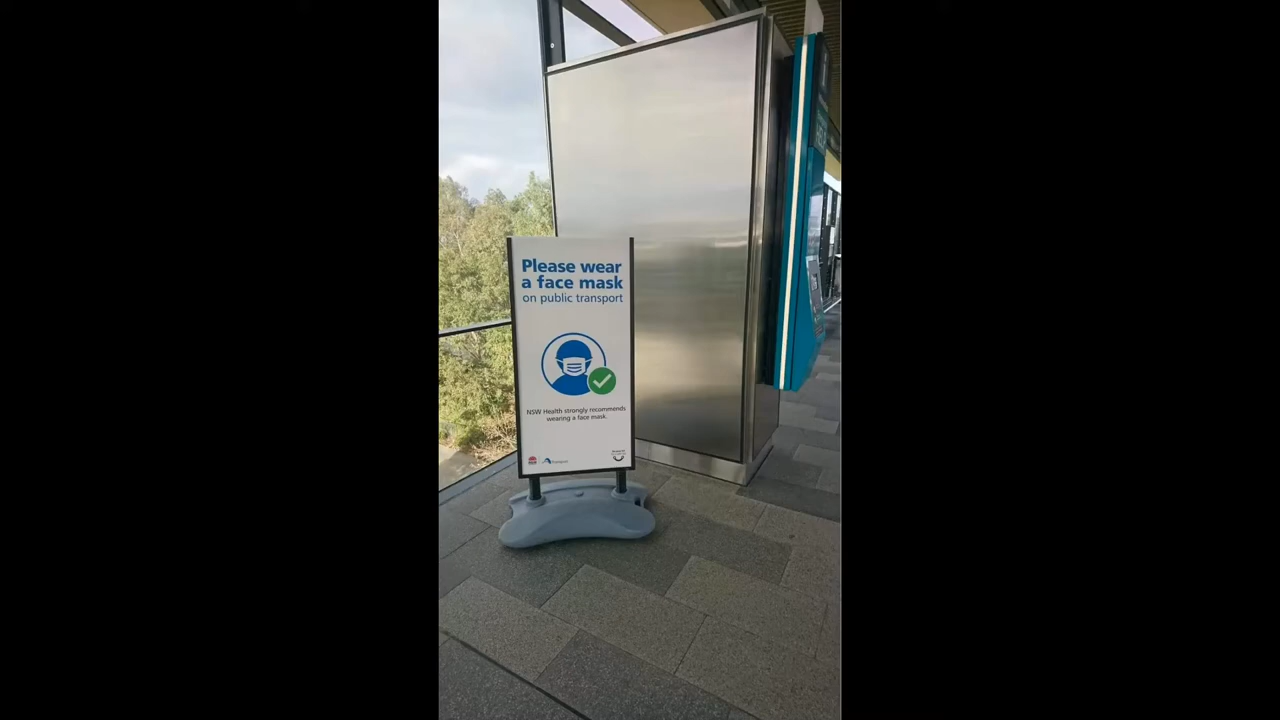 Please wear
a face mask
on public transport
NSW Health strongly recommends
wearing a face mask.